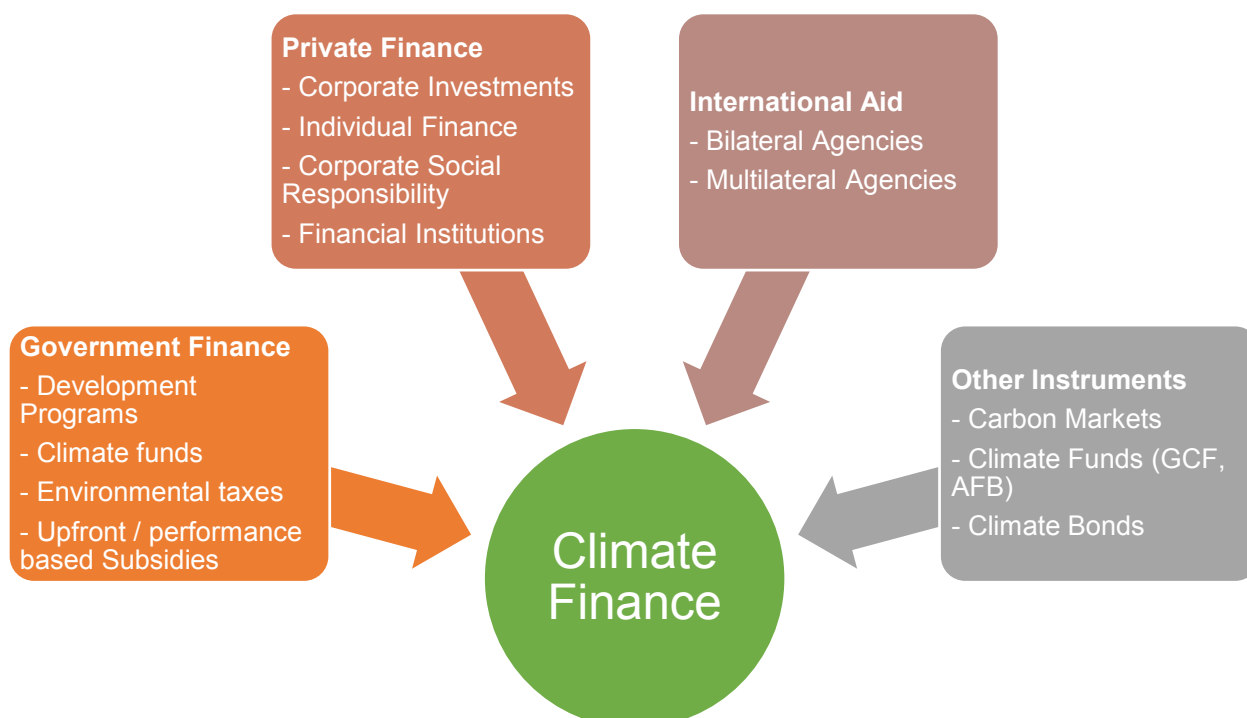 Private Finance
- Corporate Investments
- Individual Finance
- Corporate Social
Responsibility
- Financial Institutions
International Aid
- Bilateral Agencies
- Multilateral Agencies
Government Finance
- Development
Programs
- Climate funds
- Environmental taxes
- Upfront / performance
based Subsidies
Other Instruments
- Carbon Markets
- Climate Funds (GCF,
AFB)
- Climate Bonds
Climate
Finance